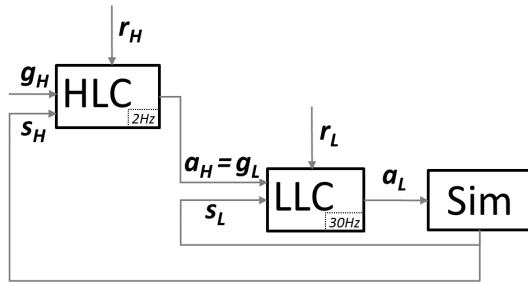 r_H
g_H
HLC
2Hz
s_H
r_L
a_H = g_L
LLC
30Hz
s_L
a_L
Sim